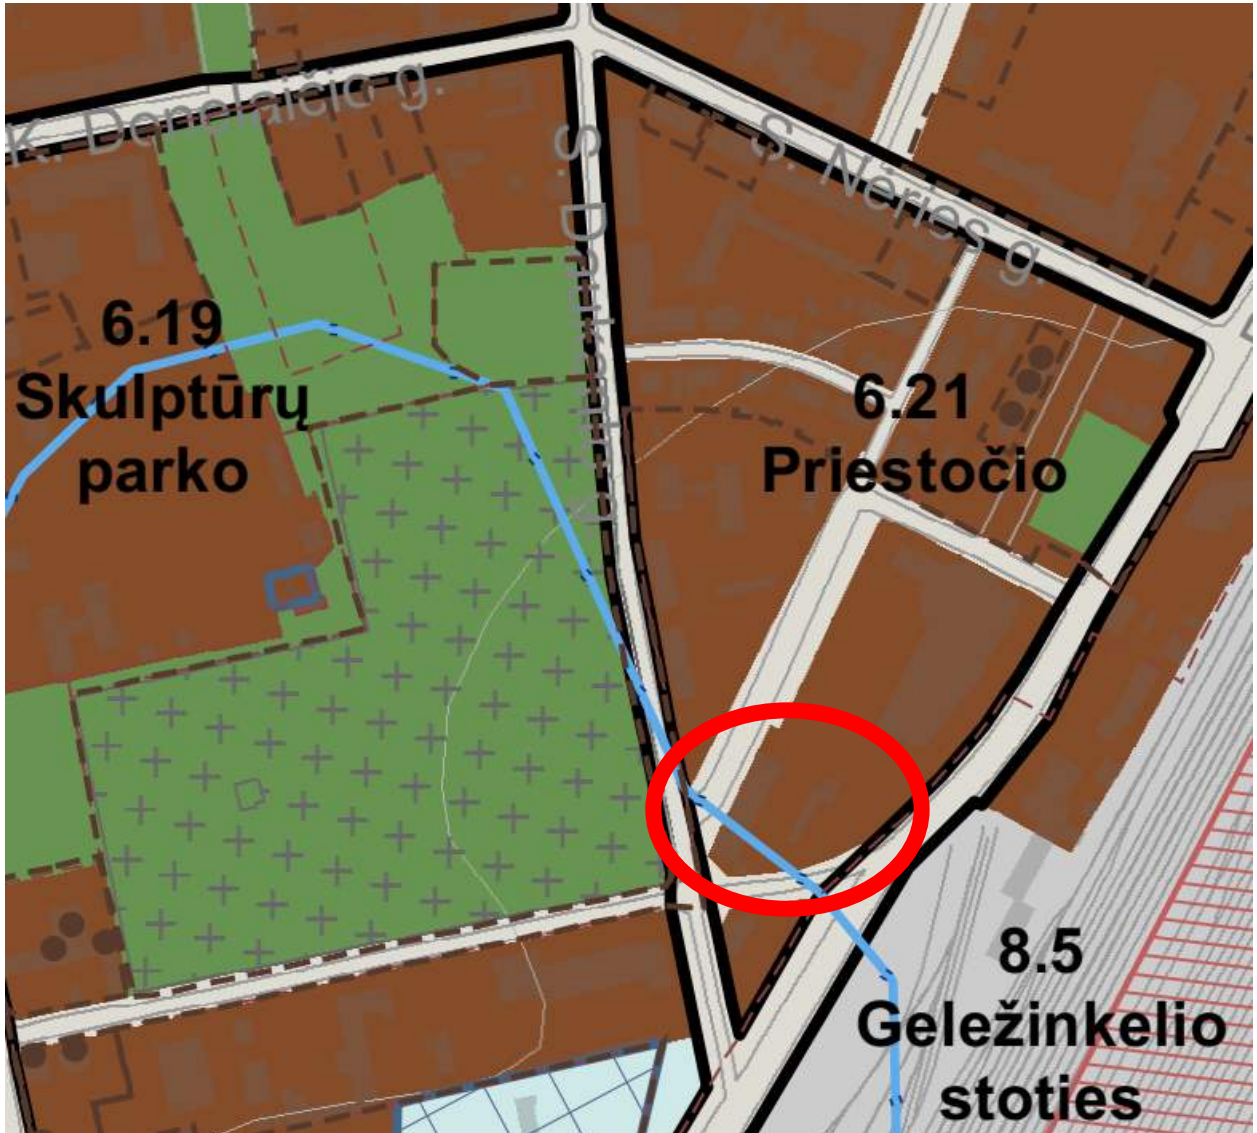 K. Donelaičio g.
S. Nėries g.
6.19
Skulptūrų
parko
6.21
Priestočio
8.5
Geležinkelio
stoties